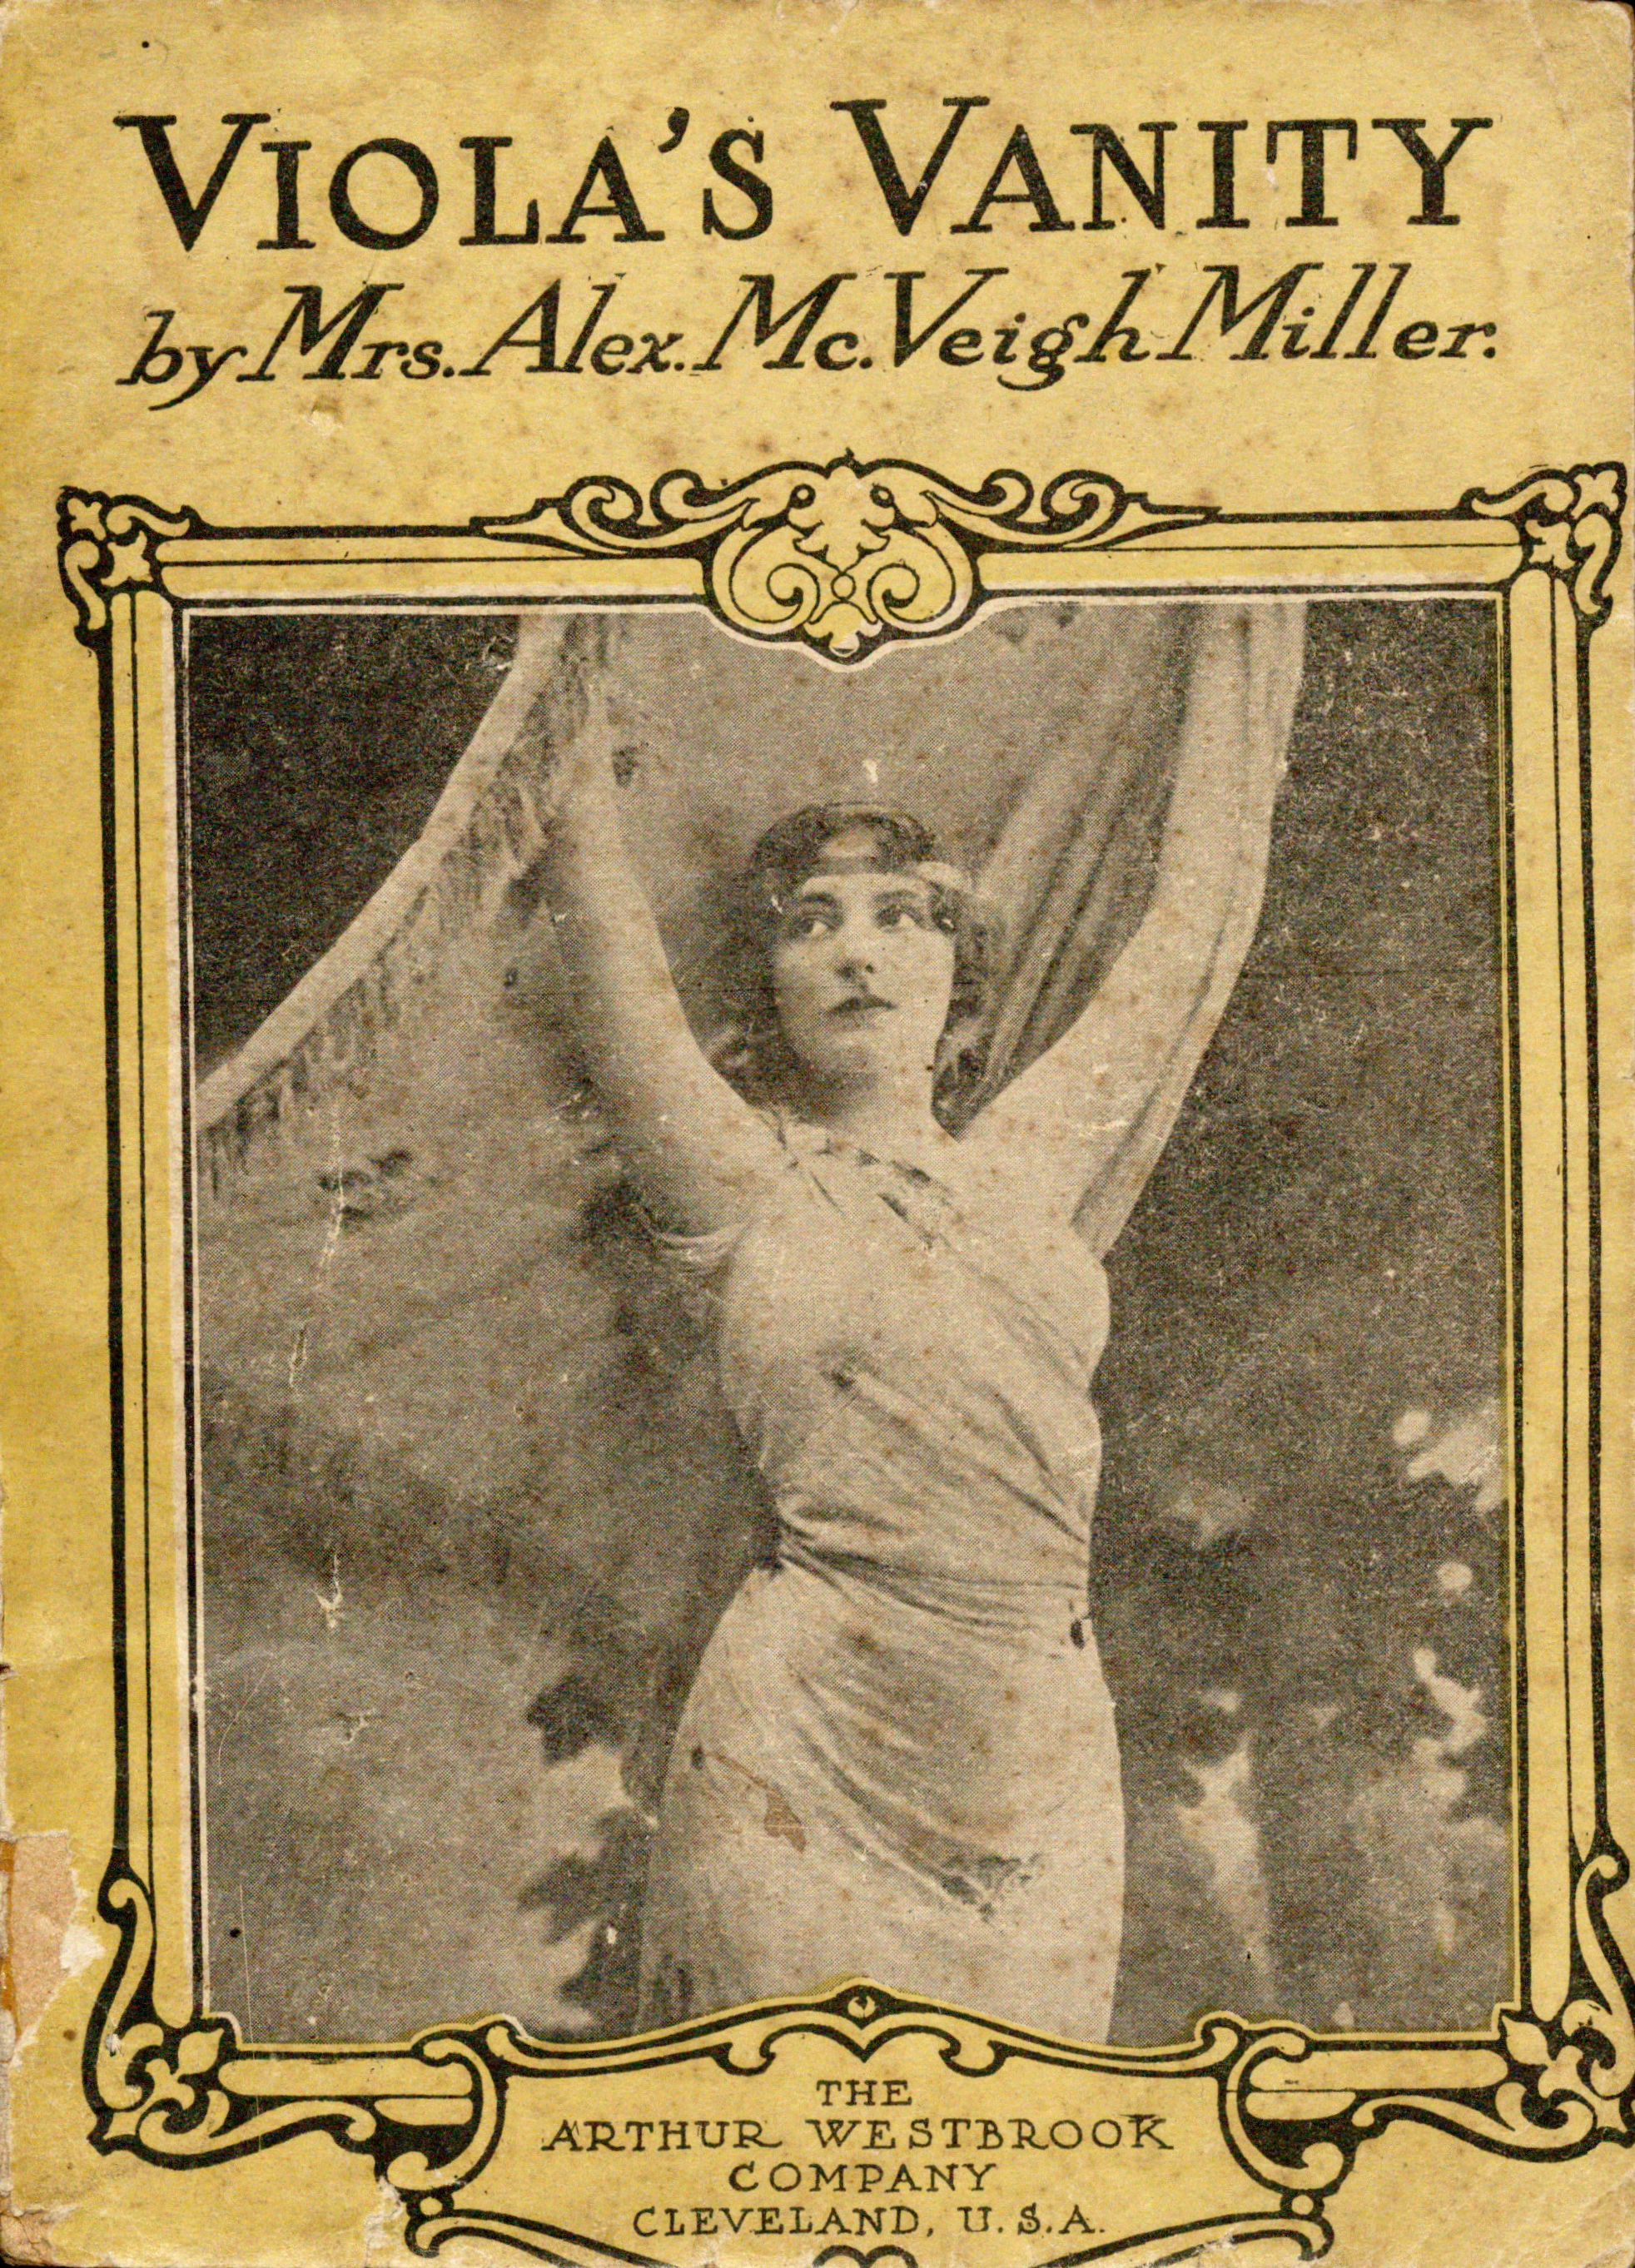 VIOLA'S VANITY
by Mrs. Alex. Mc. Veigh Miller.
THE
ARTHUR WESTBROOK
COMPANY
CLEVELAND, U. S. A.